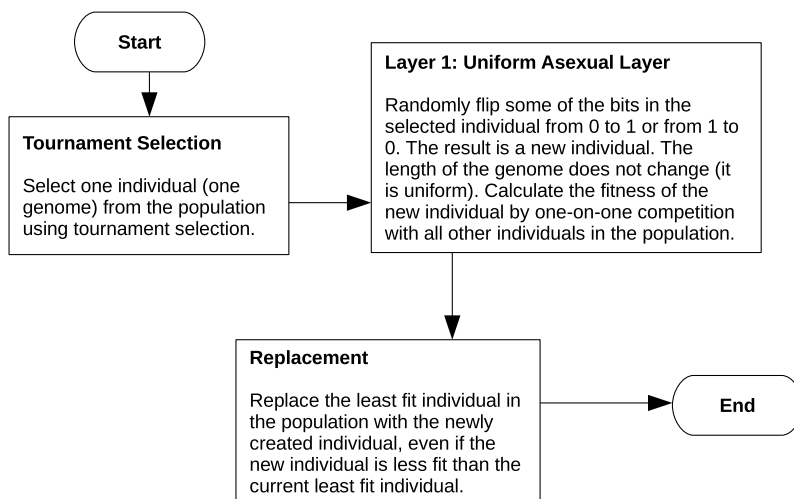 Start
Tournament Selection
Select one individual (one
genome) from the population
using tournament selection.
Layer 1: Uniform Asexual Layer
Randomly flip some of the bits in the
selected individual from 0 to 1 or from 1 to
0. The result is a new individual. The
length of the genome does not change (it
is uniform). Calculate the fitness of the
new individual by one-on-one competition
with all other individuals in the population.
Replacement
Replace the least fit individual in
the population with the newly
created individual, even if the
new individual is less fit than the
current least fit individual.
End